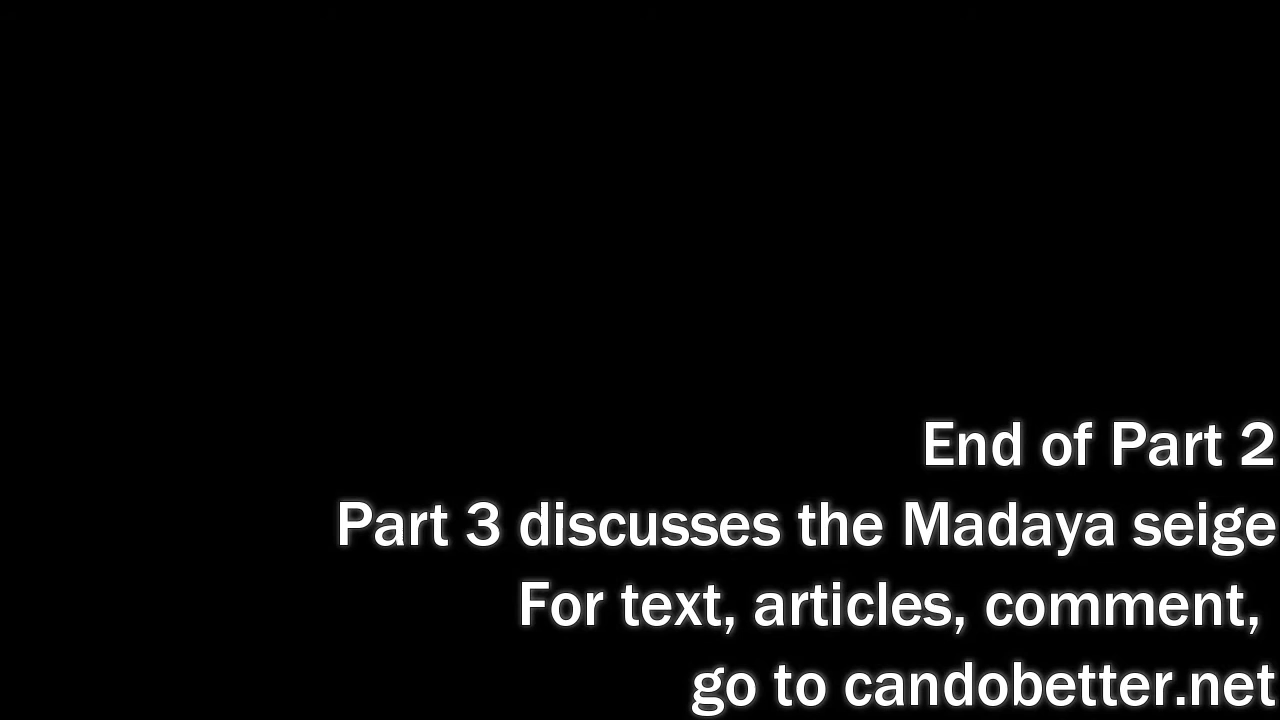 End of Part 2
Part 3 discusses the Madaya seige
For text, articles, comment,
go to candobetter.net